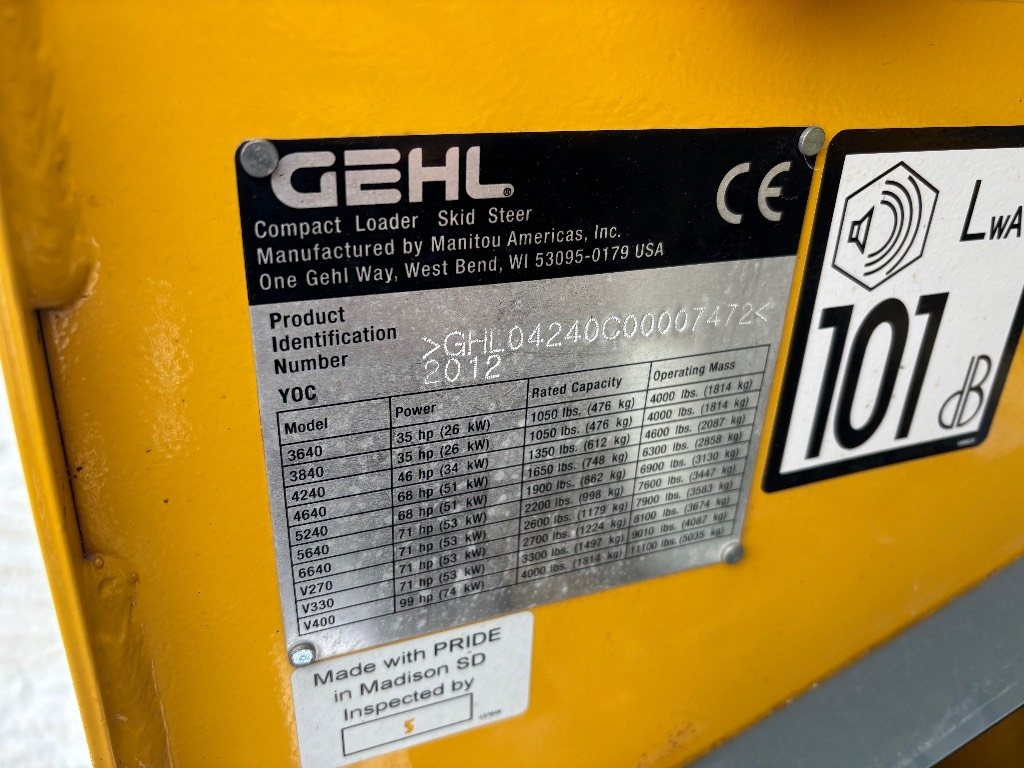 GEHL®
CE
Compact Loader Skid Steer
Manufactured by Manitou Americas, Inc.
One Gehl Way, West Bend, WI 53095-0179 USA
Product
Identification
Number >GHL04240C00007472<
YOC 2012
Model Power Rated Capacity Operating Mass
3640 35 hp (26 kW) 1050 lbs. (476 kg) 4000 lbs. (1814 kg)
3840 35 hp (26 kW) 1050 lbs. (476 kg) 4000 lbs. (1814 kg)
4240 46 hp (34 kW) 1350 lbs. (612 kg) 4600 lbs. (2087 kg)
4640 68 hp (51 kW) 1650 lbs. (748 kg) 6300 lbs. (2858 kg)
5240 68 hp (51 kW) 1900 lbs. (862 kg) 6900 lbs. (3130 kg)
5640 71 hp (53 kW) 2200 lbs. (998 kg) 7600 lbs. (3447 kg)
6640 71 hp (53 kW) 2600 lbs. (1179 kg) 7900 lbs. (3583 kg)
V270 71 hp (53 kW) 2700 lbs. (1224 kg) 8100 lbs. (3674 kg)
V330 71 hp (53 kW) 3300 lbs. (1497 kg) 9010 lbs. (4087 kg)
V400 99 hp (74 kW) 4000 lbs. (1814 kg) 11100 lbs. (5035 kg)
LWA
101
dB
Made with PRIDE
in Madison SD
Inspected by
5